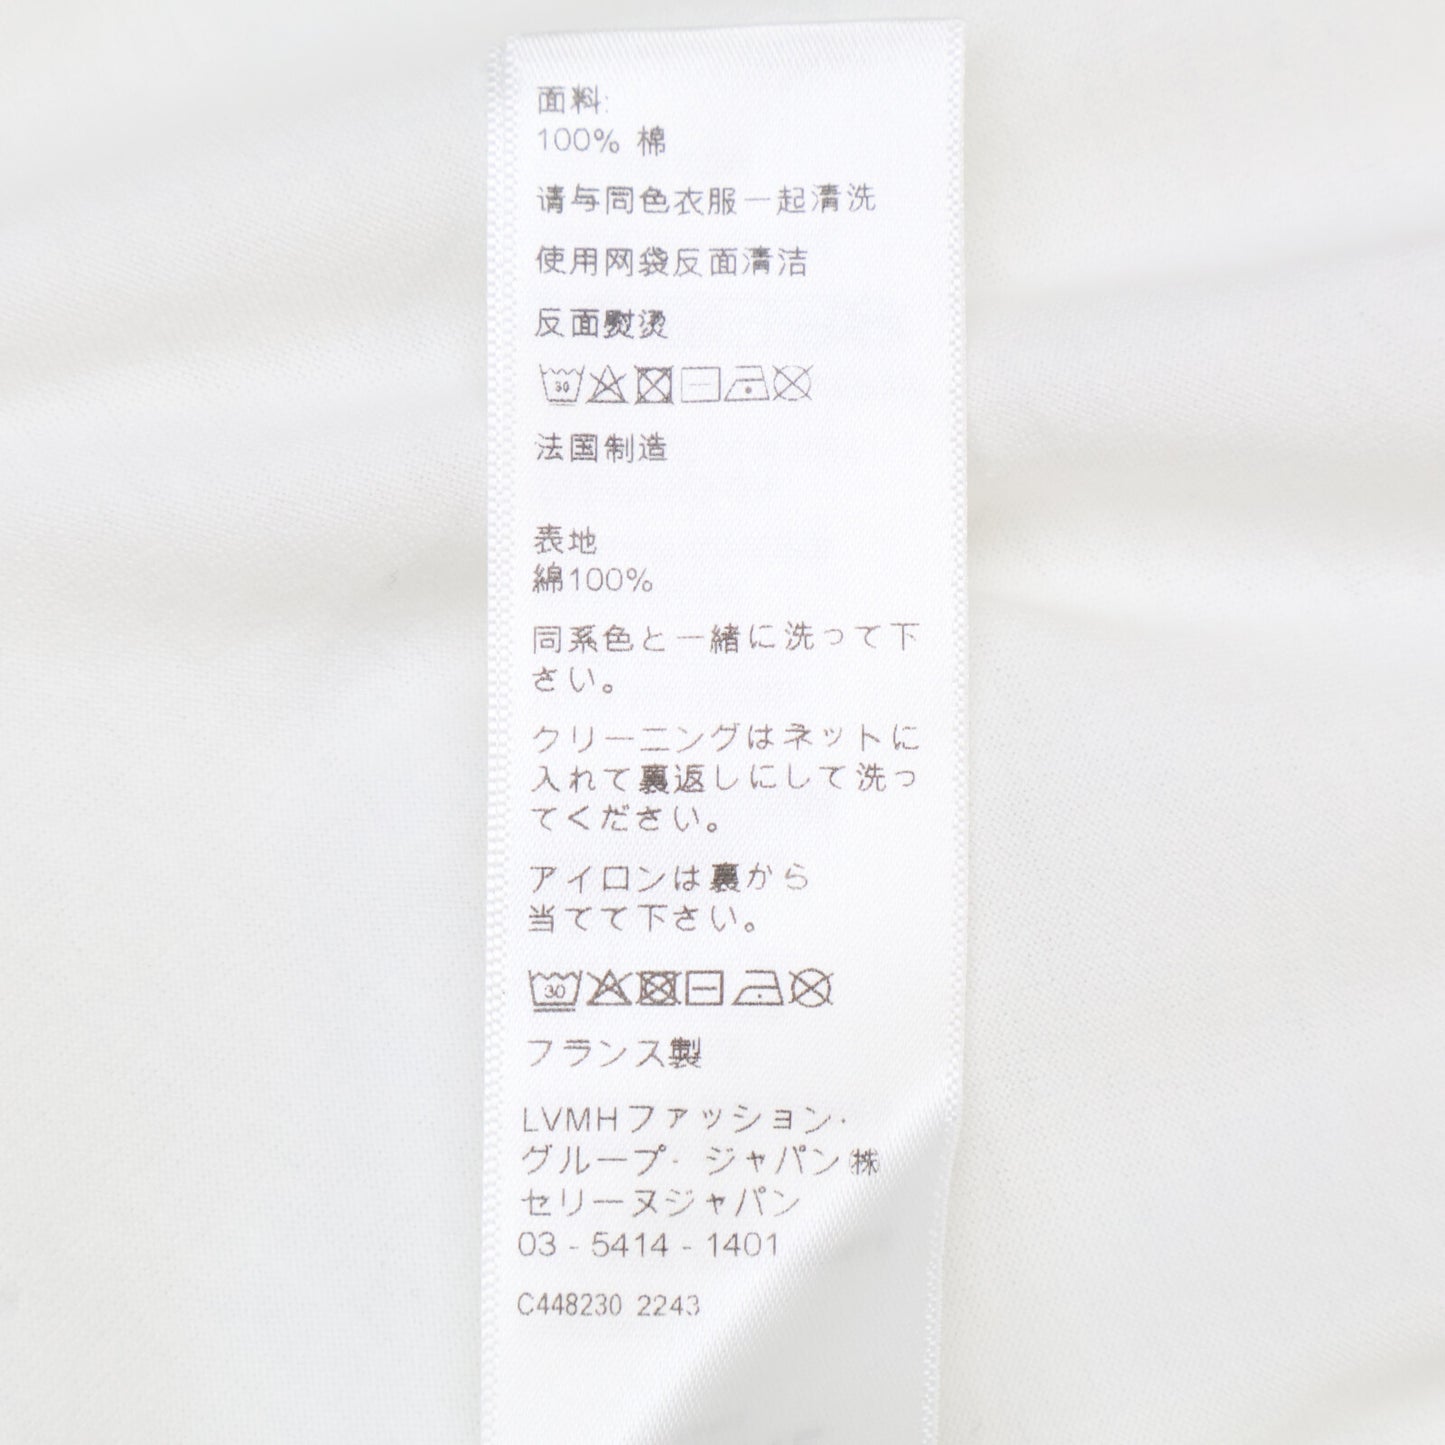 面料:
100% 棉
请与同色衣服一起清洗
使用网袋反面清洁
反面熨烫
30
法国制造
表地
綿100%
同系色と一緒に洗って下
さい。
クリーニングはネットに
入れて裏返しにして洗っ
てください。
アイロンは裏から
当てて下さい。
30
フランス製
LVMHファッション・
グループ・ジャパン㈱
セリーヌジャパン
03 - 5414 - 1401
C448230 2243